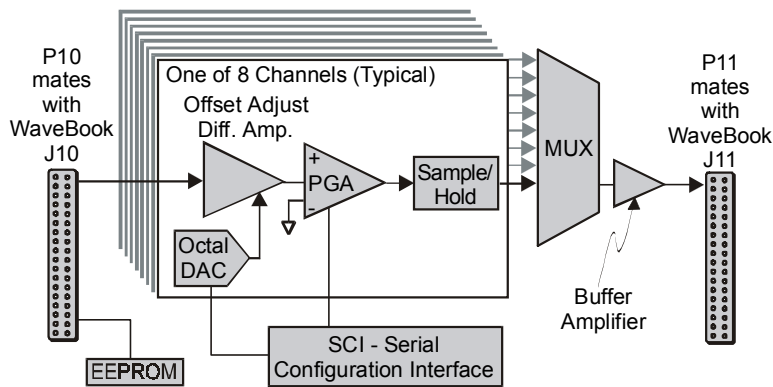 P10
mates
with
WaveBook
J10
One of 8 Channels (Typical)
Offset Adjust
Diff. Amp.
+
PGA
-
Octal
DAC
Sample/
Hold
MUX
P11
mates
with
WaveBook
J11
Buffer
Amplifier
SCI - Serial
Configuration Interface
EEPROM